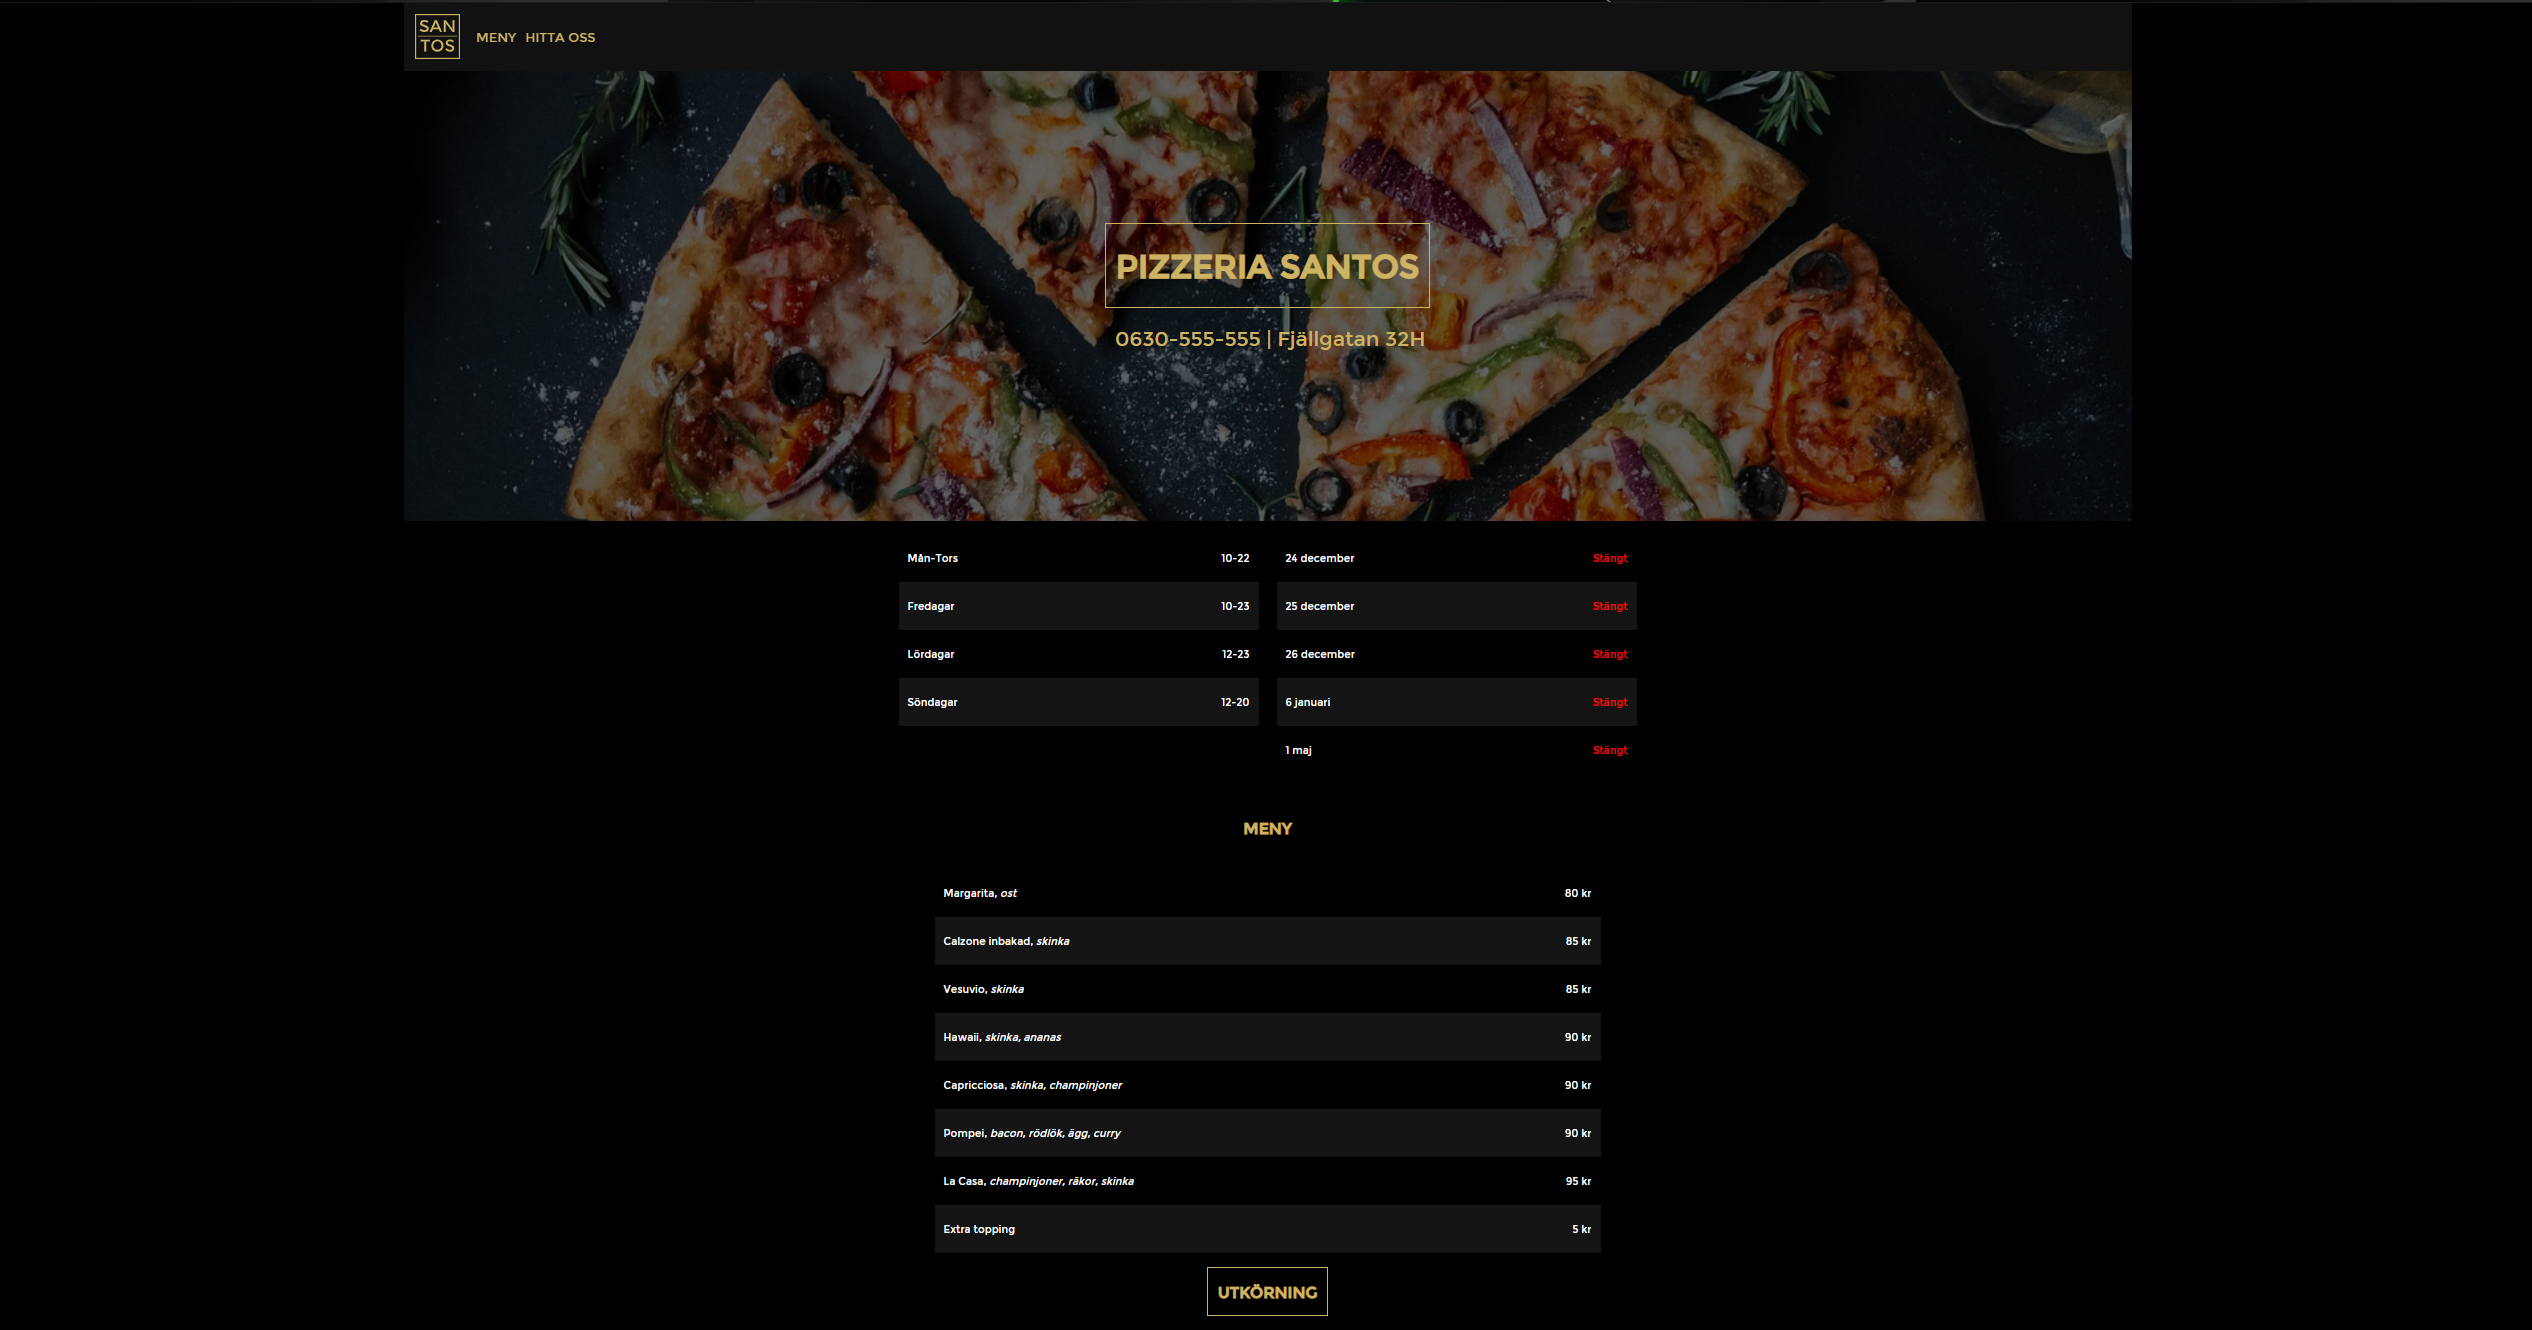 SAN
TOS
MENY HITTA OSS
PIZZERIA SANTOS
0630-555-555 | Fjällgatan 32H
Mån-Tors 10-22
Fredagar 10-23
Lördagar 12-23
Söndagar 12-20
24 december Stängt
25 december Stängt
26 december Stängt
6 januari Stängt
1 maj Stängt
MENY
Margarita, ost 80 kr
Calzone inbakad, skinka 85 kr
Vesuvio, skinka 85 kr
Hawaii, skinka, ananas 90 kr
Capricciosa, skinka, champinjoner 90 kr
Pompei, bacon, rödlök, ägg, curry 90 kr
La Casa, champinjoner, räkor, skinka 95 kr
Extra topping 5 kr
UTKÖRNING